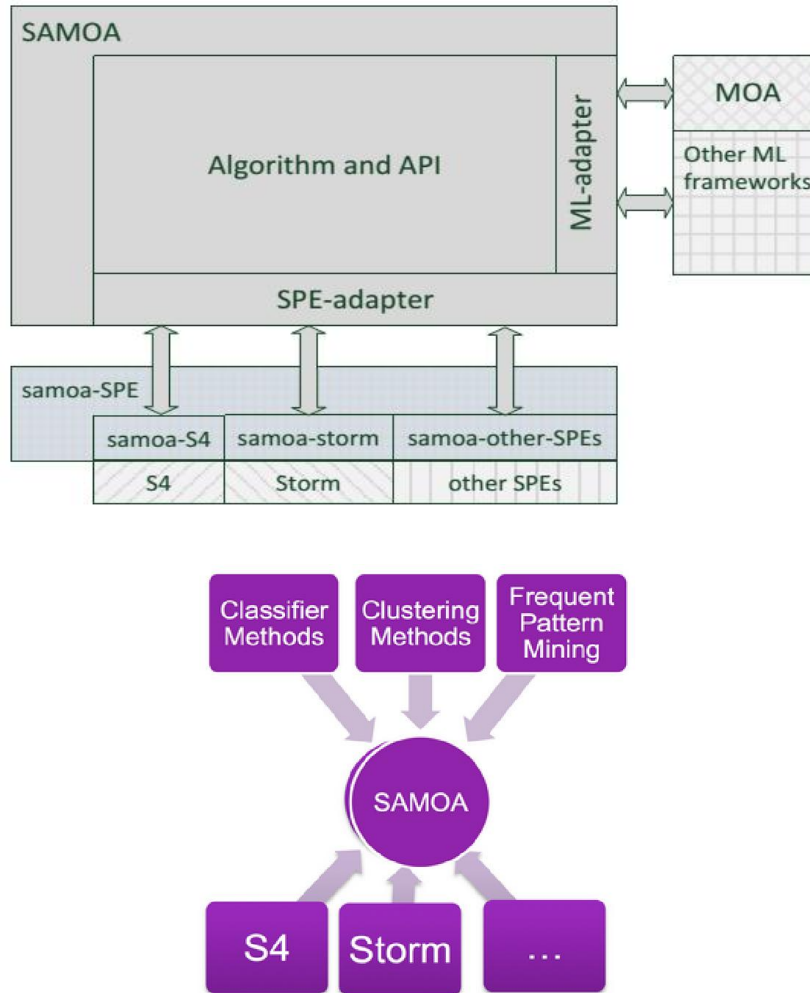 SAMOA
Algorithm and API
ML-adapter
MOA
Other ML
frameworks
SPE-adapter
samoa-SPE
samoa-S4
samoa-storm
samoa-other-SPEs
S4
Storm
other SPEs
Classifier
Methods
Clustering
Methods
Frequent
Pattern
Mining
SAMOA
S4
Storm
...